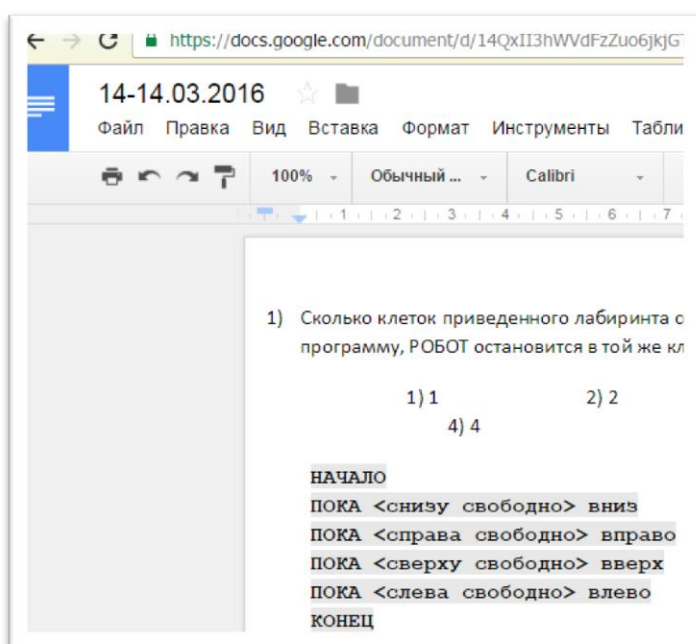 https://docs.google.com/document/d/14QxII3hWVdFzZuo6jkjG
14-14.03.2016
Файл Правка Вид Вставка Формат Инструменты Табли
100% Обычный ... Calibri
1 2 3 4 5 6 7
1) Сколько клеток приведенного лабиринта
программу, РОБОТ остановится в той же кл
1) 1 2) 2
4) 4
НАЧАЛО
ПОКА <снизу свободно> вниз
ПОКА <справа свободно> вправо
ПОКА <сверху свободно> вверх
ПОКА <слева свободно> влево
КОНЕЦ